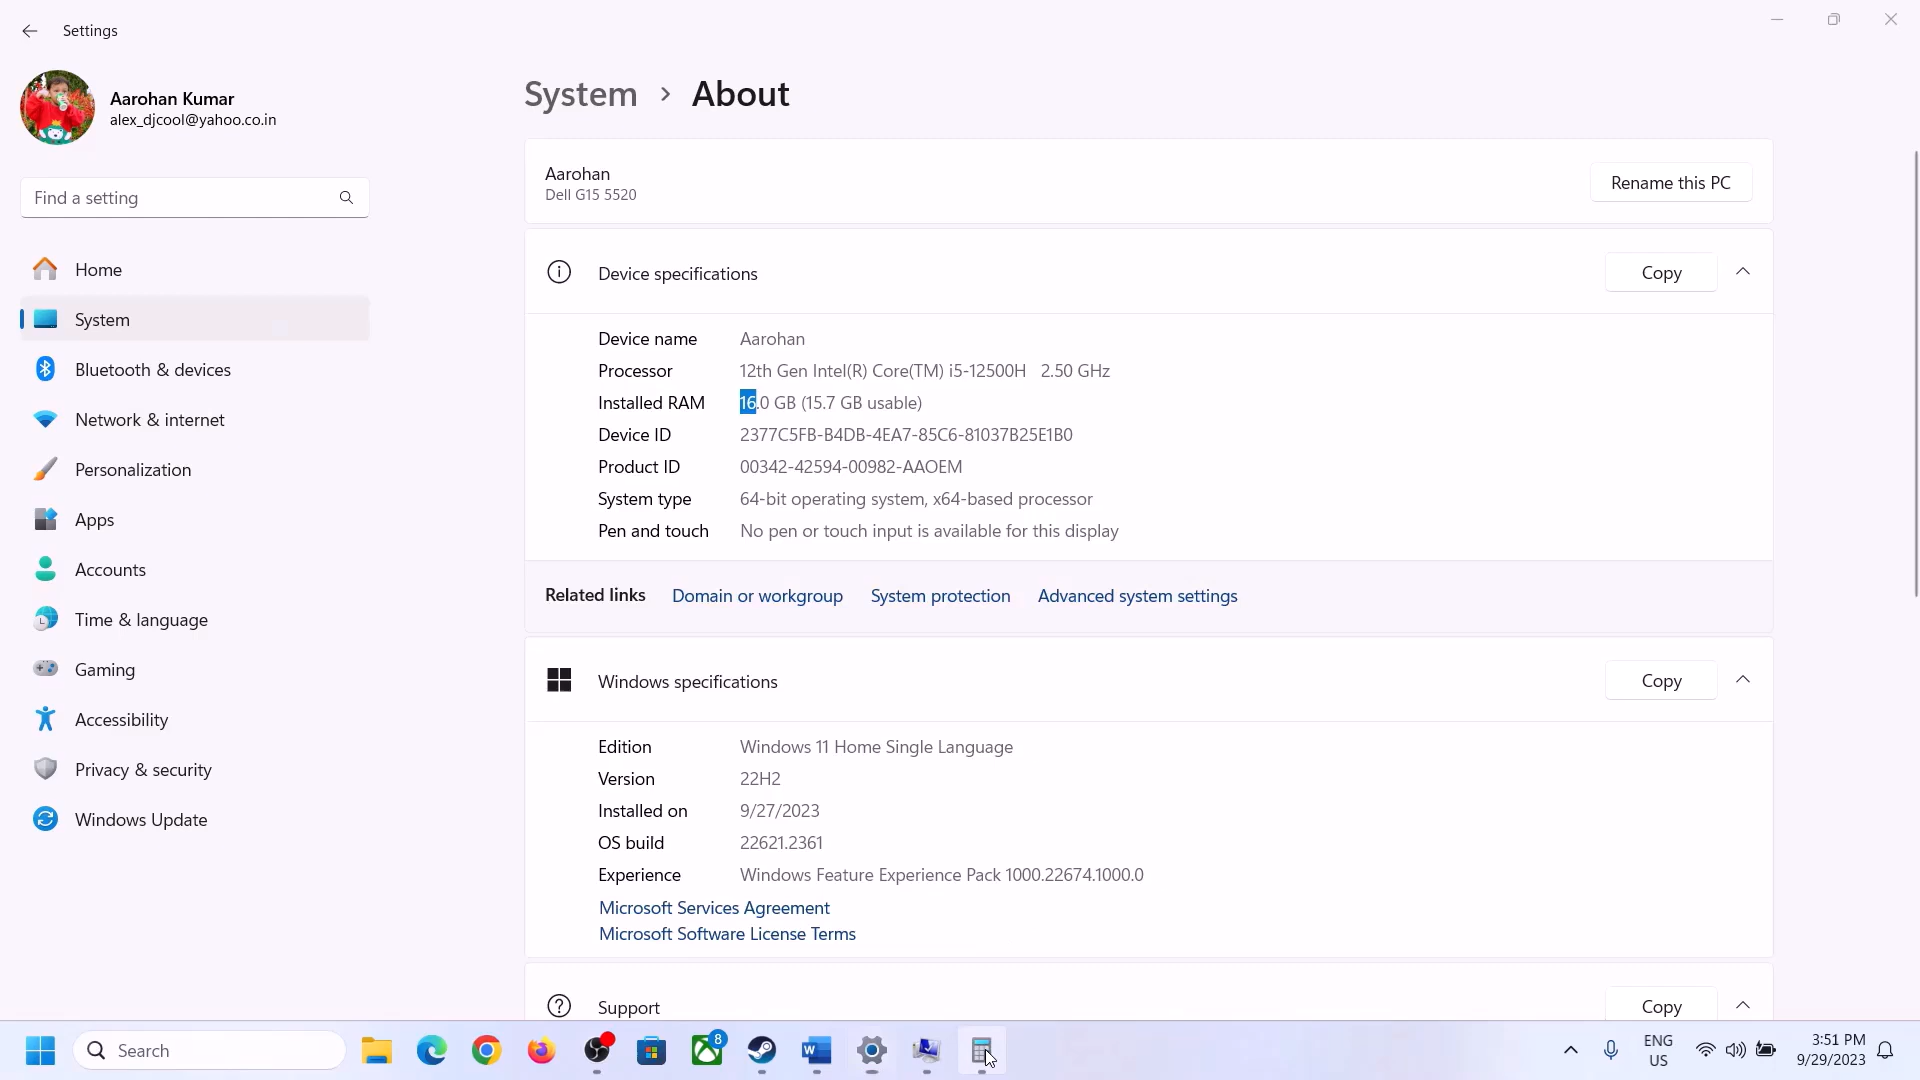 Settings
Aarohan Kumar
alex_djcool@yahoo.co.in
Find a setting
Home
System
Bluetooth & devices
Network & internet
Personalization
Apps
Accounts
Time & language
Gaming
Accessibility
Privacy & security
Windows Update
System > About
Aarohan
Dell G15 5520
Rename this PC
Device specifications
Copy
Device name Aarohan
Processor 12th Gen Intel(R) Core(TM) i5-12500H 2.50 GHz
Installed RAM 16.0 GB (15.7 GB usable)
Device ID 2377C5FB-B4DB-4EA7-85C6-81037B25E1B0
Product ID 00342-42594-00982-AAOEM
System type 64-bit operating system, x64-based processor
Pen and touch No pen or touch input is available for this display
Related links Domain or workgroup System protection Advanced system settings
Windows specifications
Copy
Edition Windows 11 Home Single Language
Version 22H2
Installed on 9/27/2023
OS build 22621.2361
Experience Windows Feature Experience Pack 1000.22674.1000.0
Microsoft Services Agreement
Microsoft Software License Terms
Support
Copy
Search
8
ENG
US
3:51 PM
9/29/2023